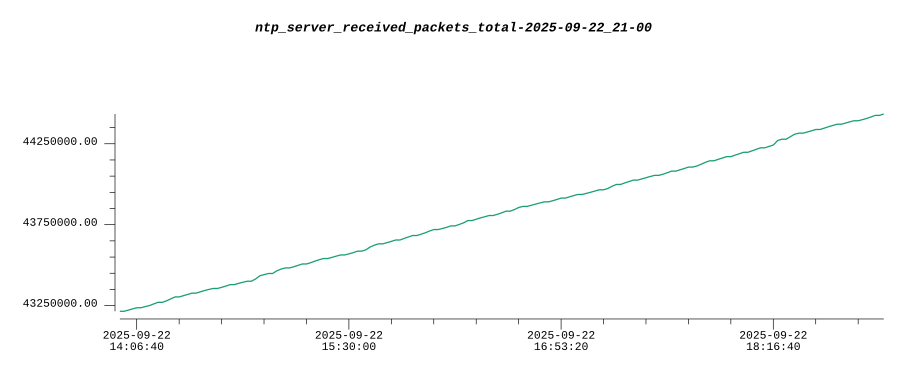 ntp_server_received_packets_total-2025-09-22_21-00
44250000.00
43750000.00
43250000.00
2025-09-22 2025-09-22 2025-09-22 2025-09-22
14:06:40 15:30:00 16:53:20 18:16:40